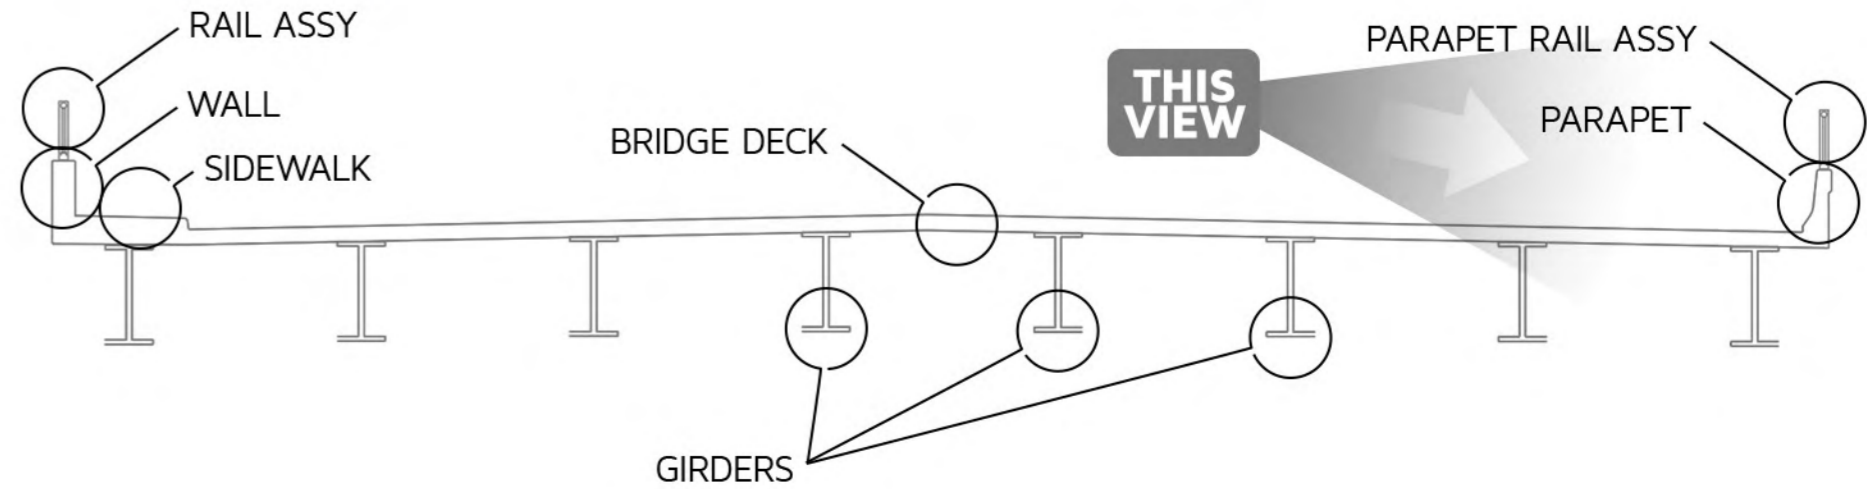 RAIL ASSY
WALL
SIDEWALK
BRIDGE DECK
THIS
VIEW
PARAPET RAIL ASSY
PARAPET
GIRDERS